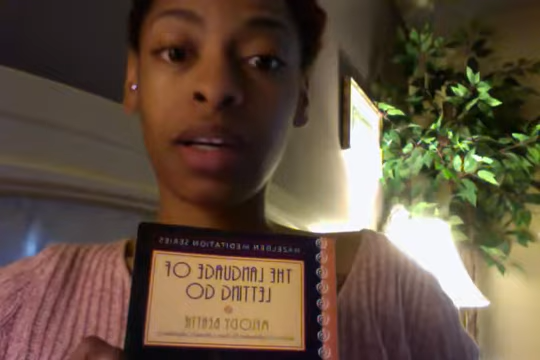 HAZELDEN MEDITATION SERIES
THE LANGUAGE OF
LETTING GO
MELODY BEATTIE